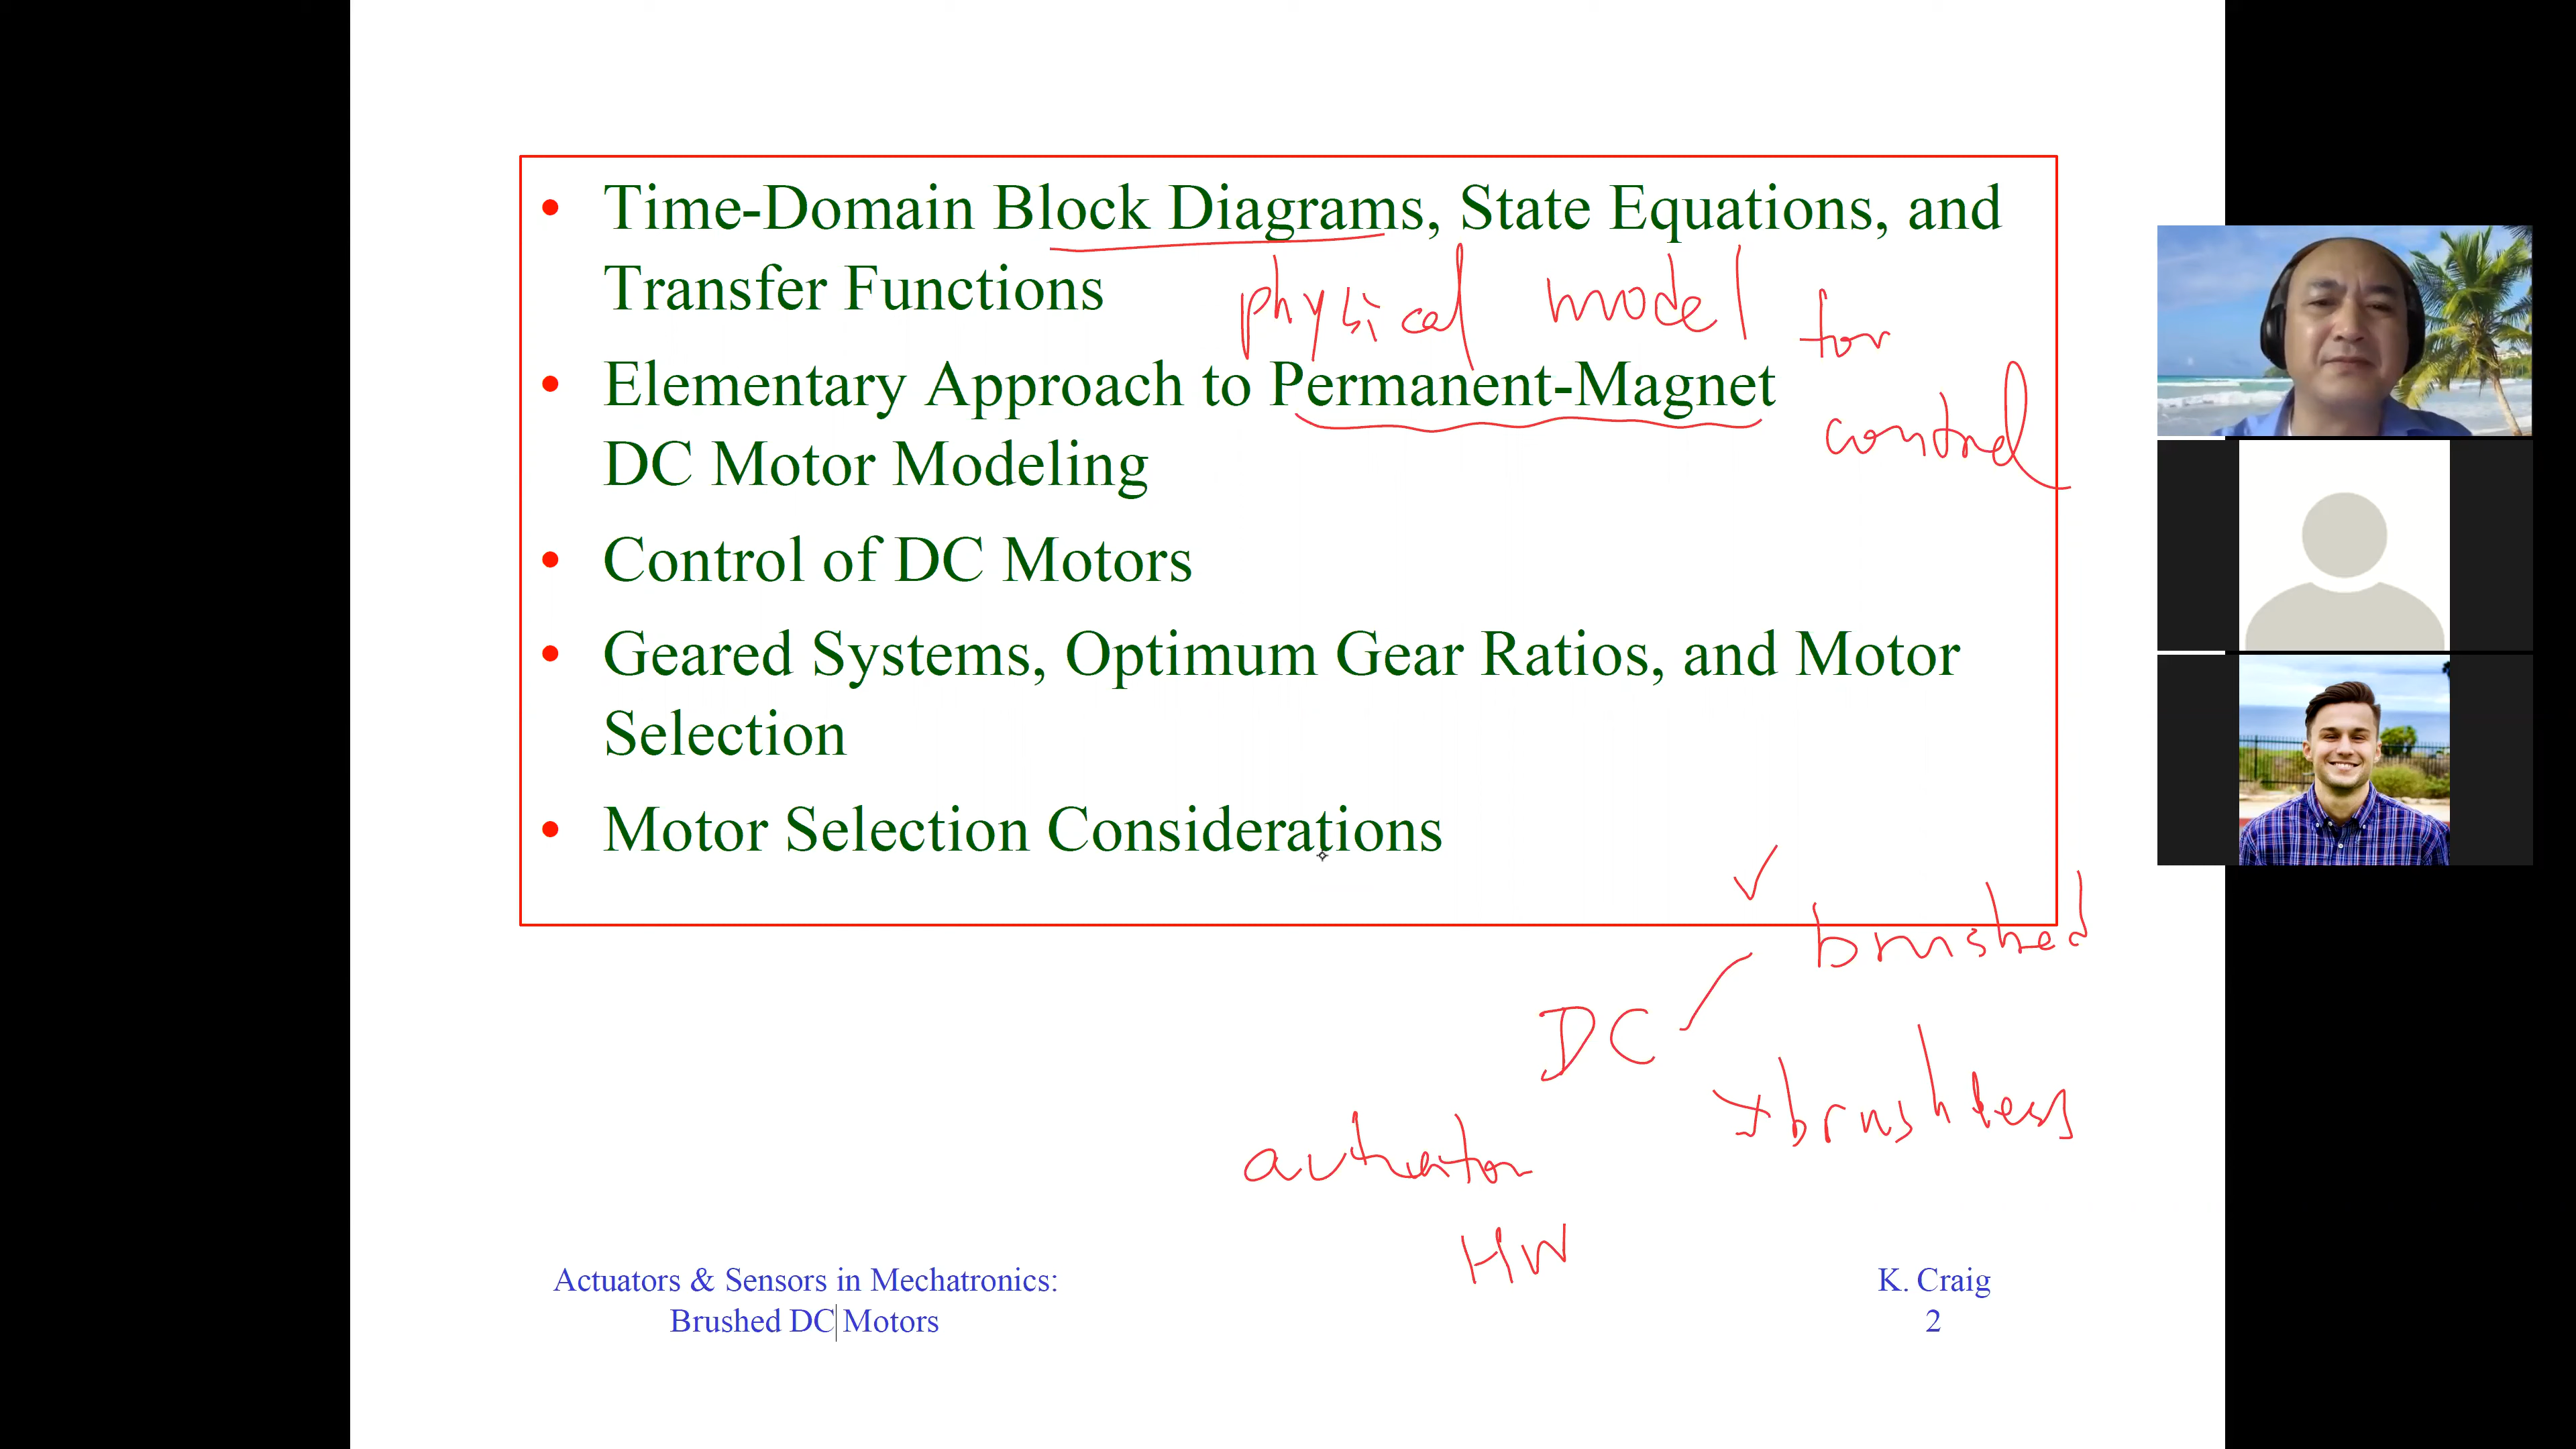 • Time-Domain Block Diagrams, State Equations, and
Transfer Functions
physical model for
control
• Elementary Approach to Permanent-Magnet
DC Motor Modeling
• Control of DC Motors
• Geared Systems, Optimum Gear Ratios, and Motor
Selection
• Motor Selection Considerations
brushed
DC
brushless
actuator
HW
Actuators & Sensors in Mechatronics:
Brushed DC Motors
K. Craig
2